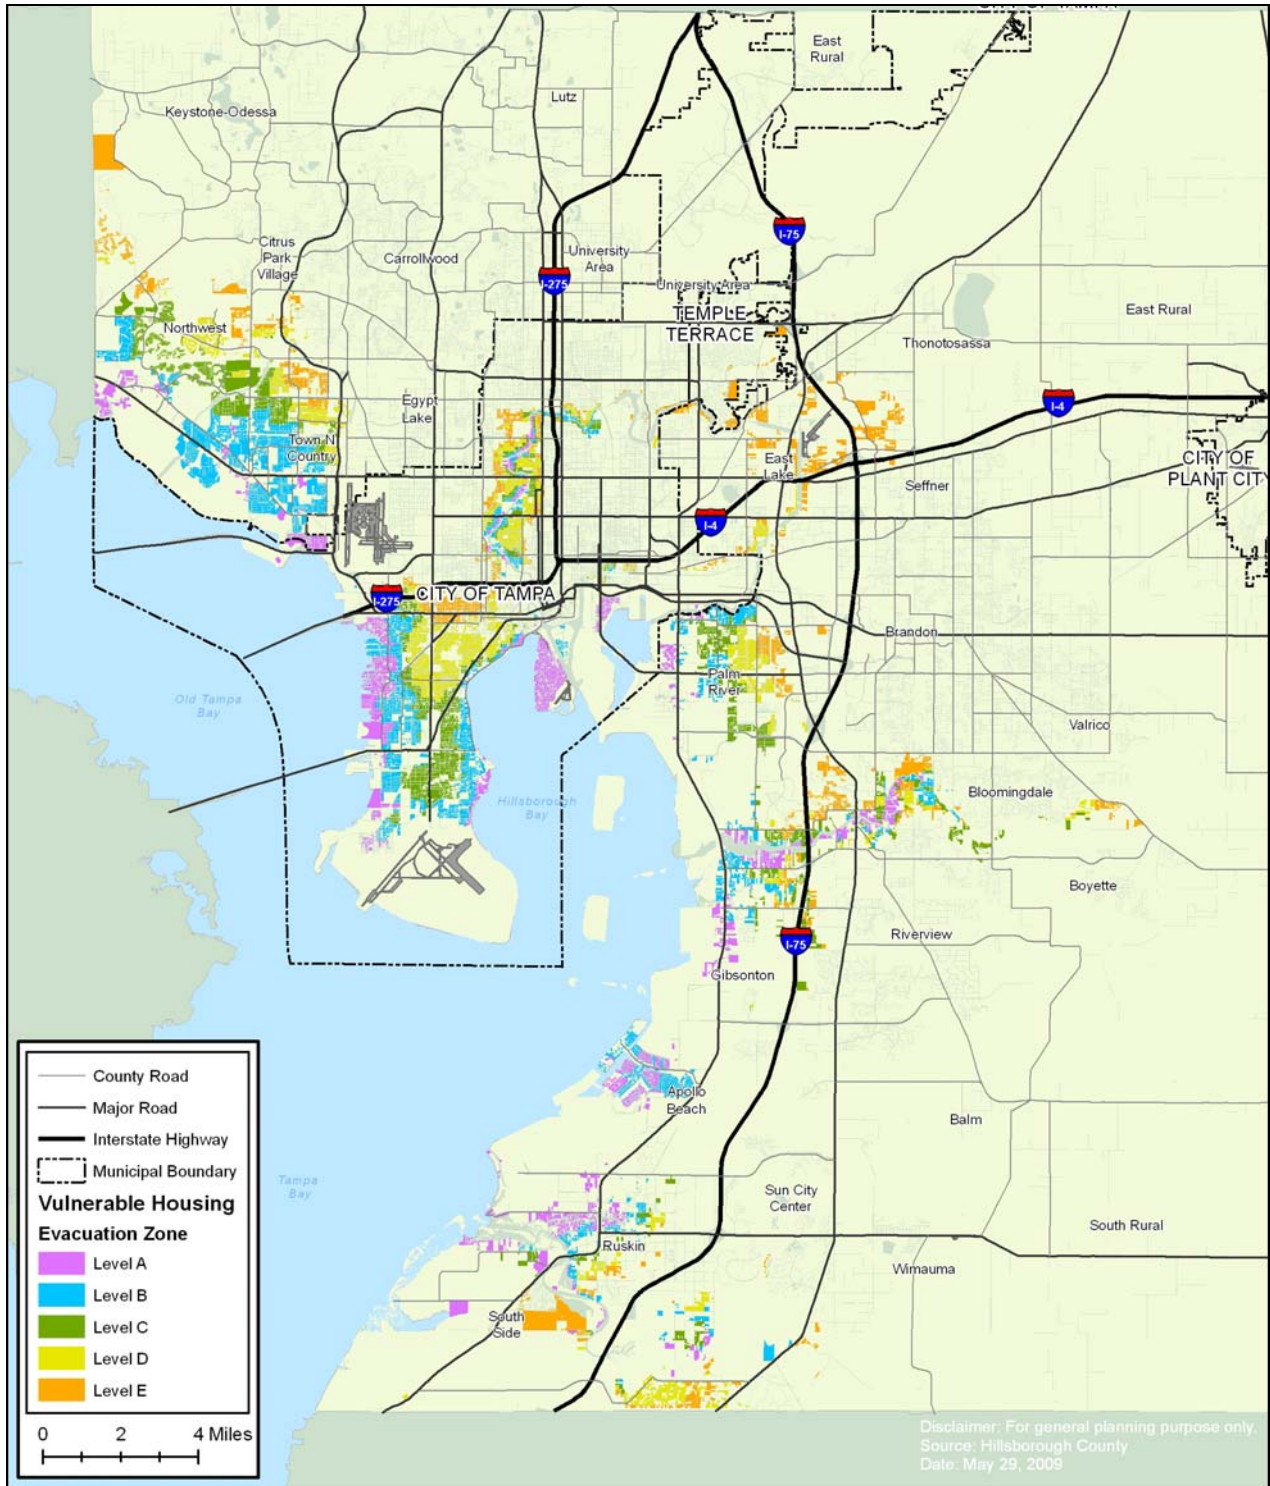 CITY OF TAMPA
East
Rural
Lutz
Keystone-Odessa
I-75
Citrus
Park
Village
Carrollwood
University
Area
I-275
University Area
TEMPLE
TERRACE
East Rural
Northwest
Thonotosassa
Egypt
Lake
I-4
Town N
Country
East
Lake
CITY OF
PLANT CITY
Seffner
I-4
I-275
CITY OF TAMPA
Brandon
Palm
River
Old Tampa
Bay
Valrico
Hillsborough
Bay
Bloomingdale
Boyette
Riverview
I-75
Gibsonton
Apollo
Beach
Balm
Tampa
Bay
Sun City
Center
South Rural
Ruskin
Wimauma
South
Side
County Road
Major Road
Interstate Highway
Municipal Boundary
Vulnerable Housing
Evacuation Zone
Level A
Level B
Level C
Level D
Level E
0 2 4 Miles
Disclaimer: For general planning purpose only.
Source: Hillsborough County
Date: May 29, 2009